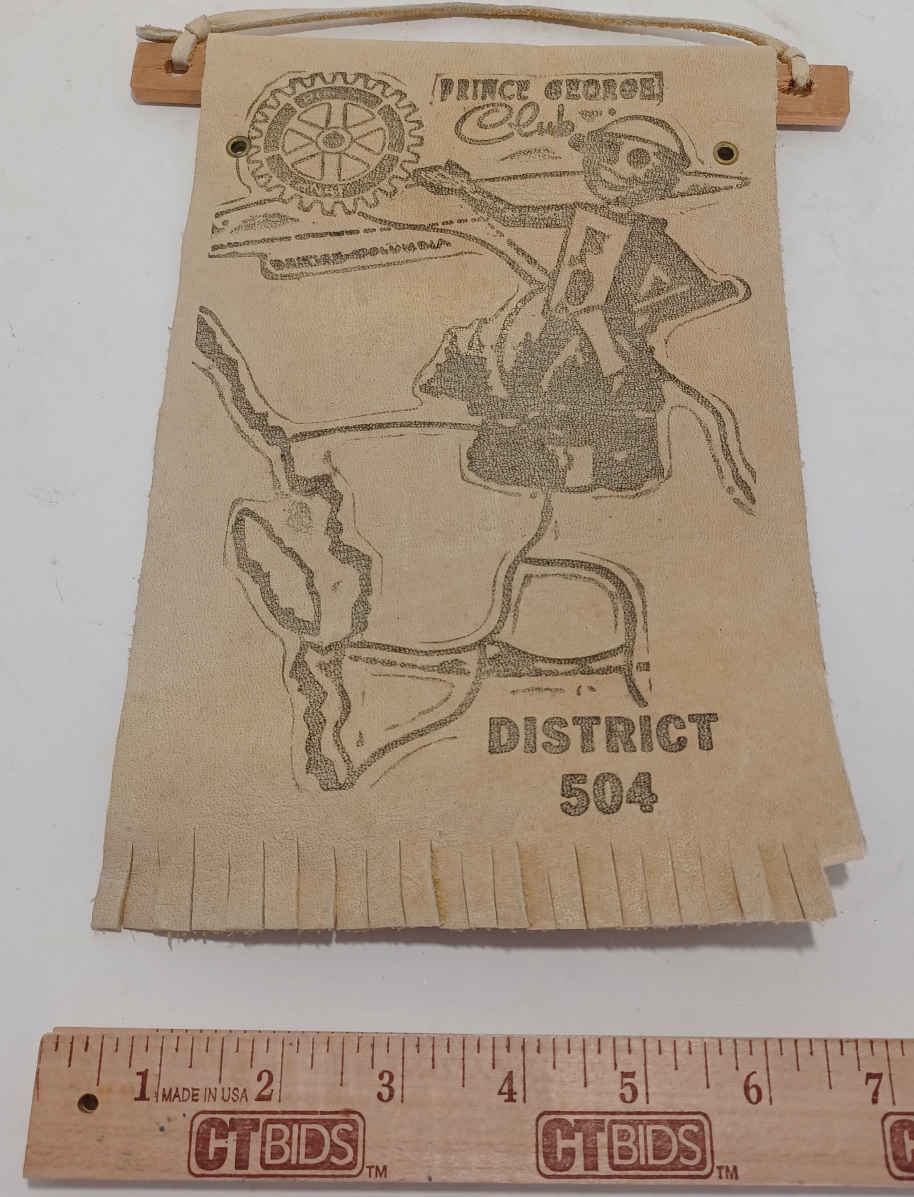 PRINCE GEORGE
Club
BRITISH COLUMBIA
DISTRICT
504
1 MADE IN USA 2 3 4 5 6 7
CTBIDS TM CTBIDS TM C